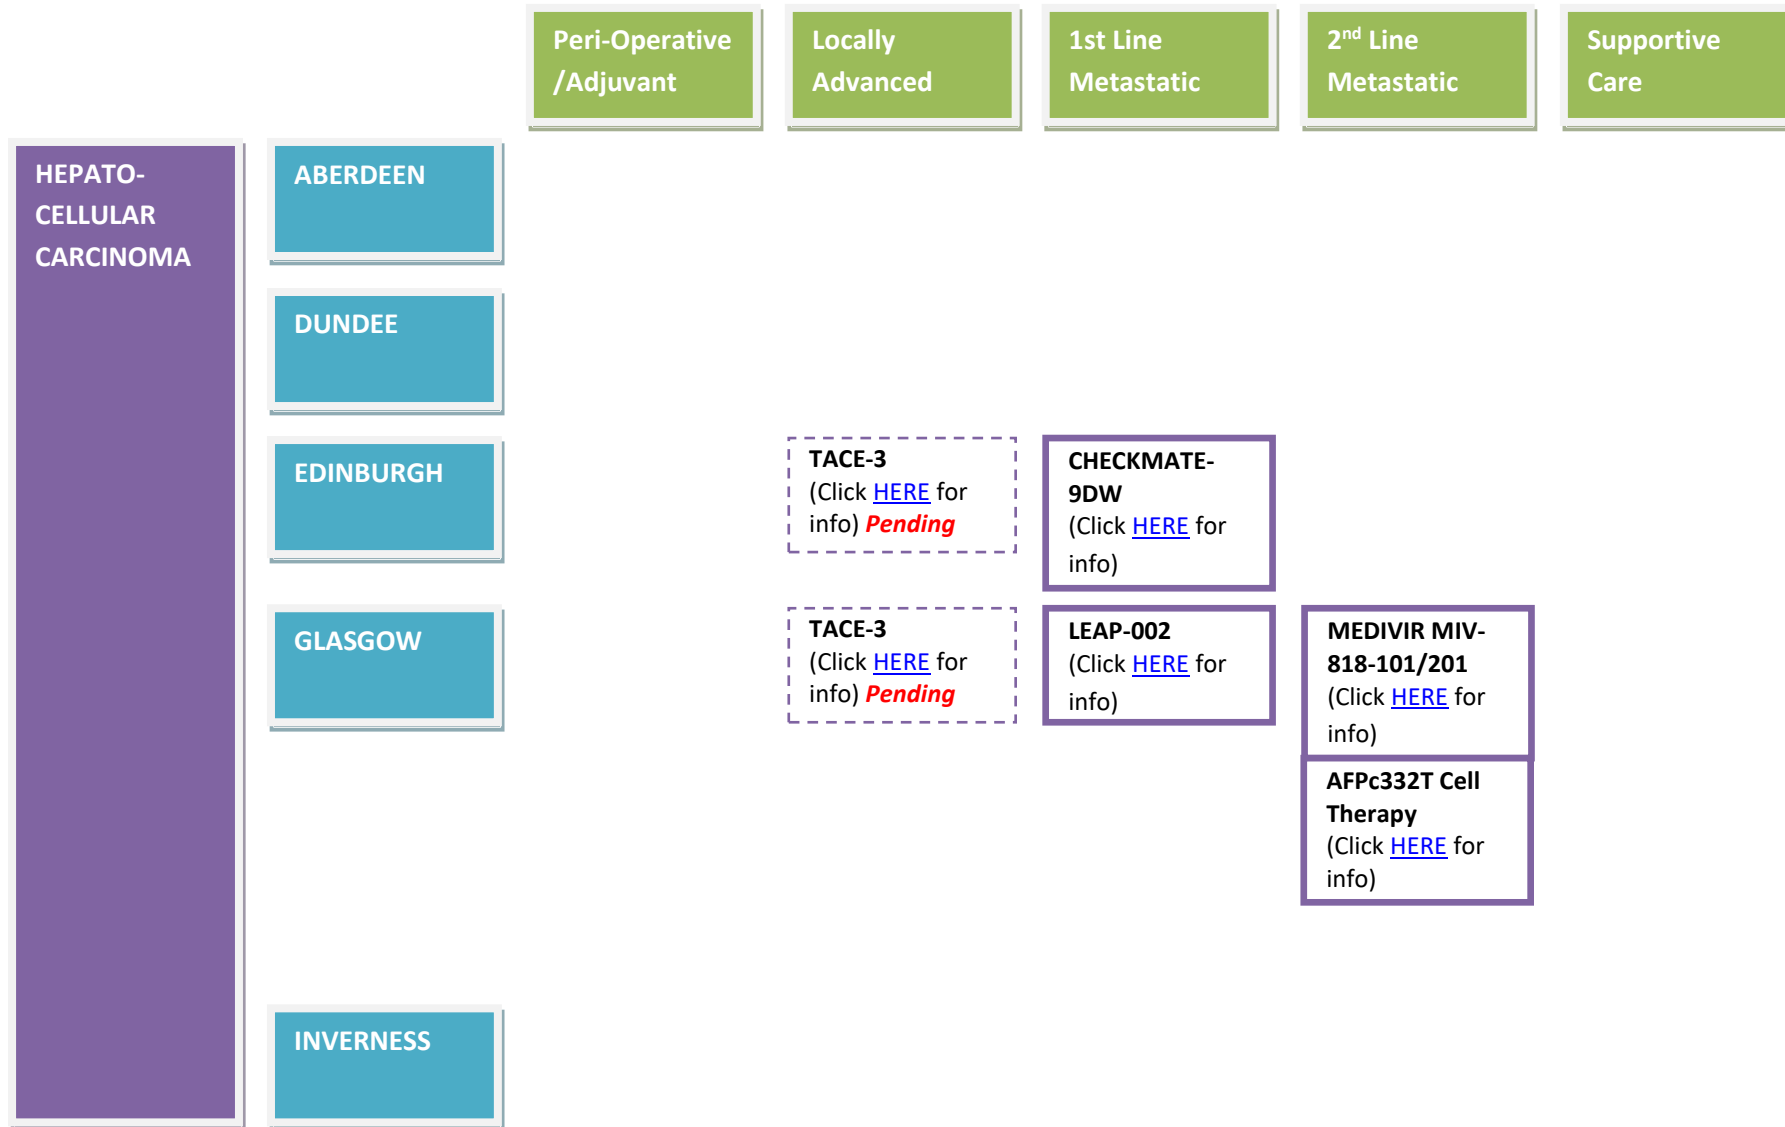 Peri-Operative
/Adjuvant
Locally
Advanced
1st Line
Metastatic
2nd Line
Metastatic
Supportive
Care
HEPATO-
CELLULAR
CARCINOMA
ABERDEEN
DUNDEE
EDINBURGH
TACE-3
(Click HERE for
info) Pending
CHECKMATE-
9DW
(Click HERE for
info)
GLASGOW
TACE-3
(Click HERE for
info) Pending
LEAP-002
(Click HERE for
info)
MEDIVIR MIV-
818-101/201
(Click HERE for
info)
AFPc332T Cell
Therapy
(Click HERE for
info)
INVERNESS